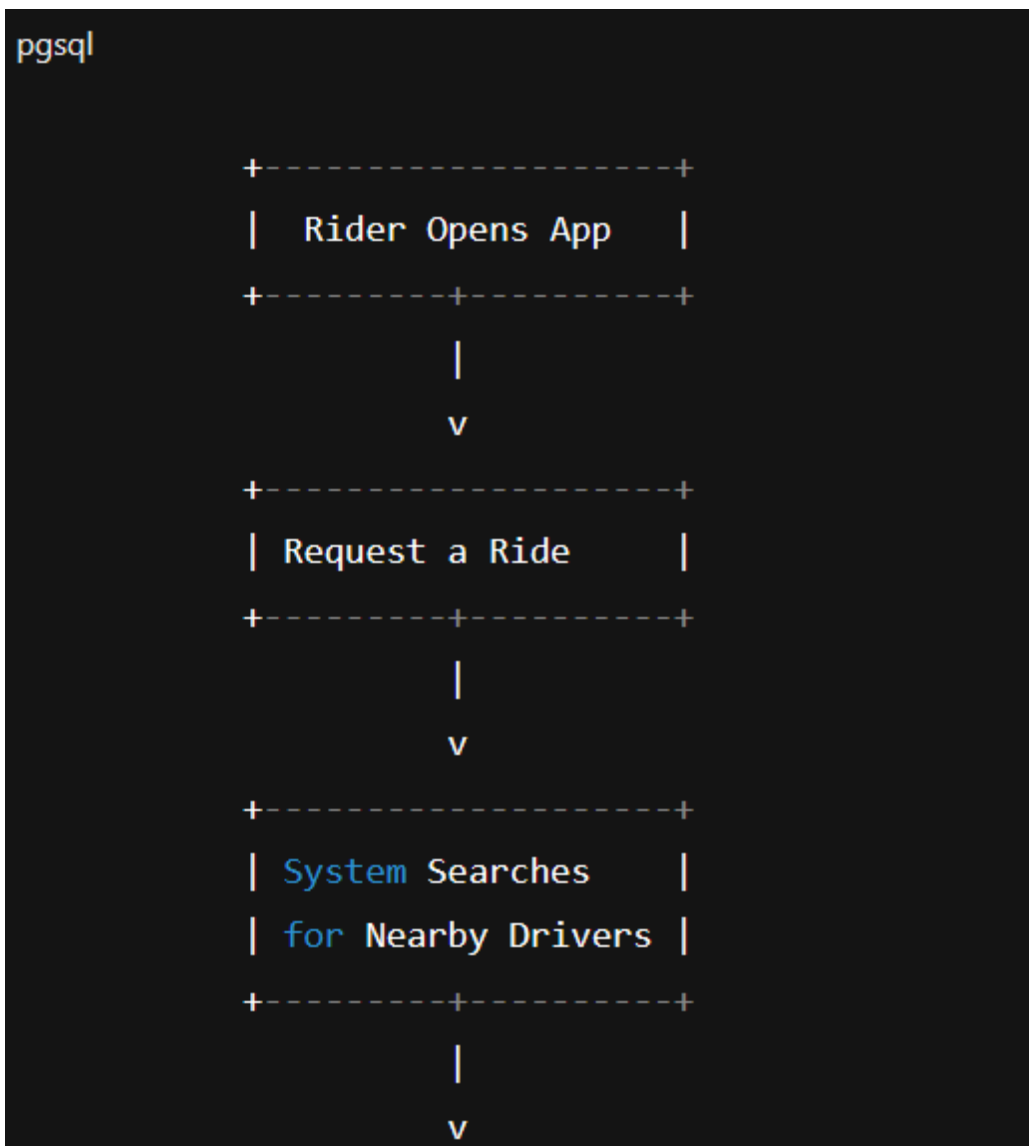 pgsql
+--------------------+
|  Rider Opens App   |
+---------+----------+
|
v
+--------------------+
| Request a Ride     |
+---------+----------+
|
v
+--------------------+
| System Searches    |
| for Nearby Drivers |
+---------+----------+
|
v